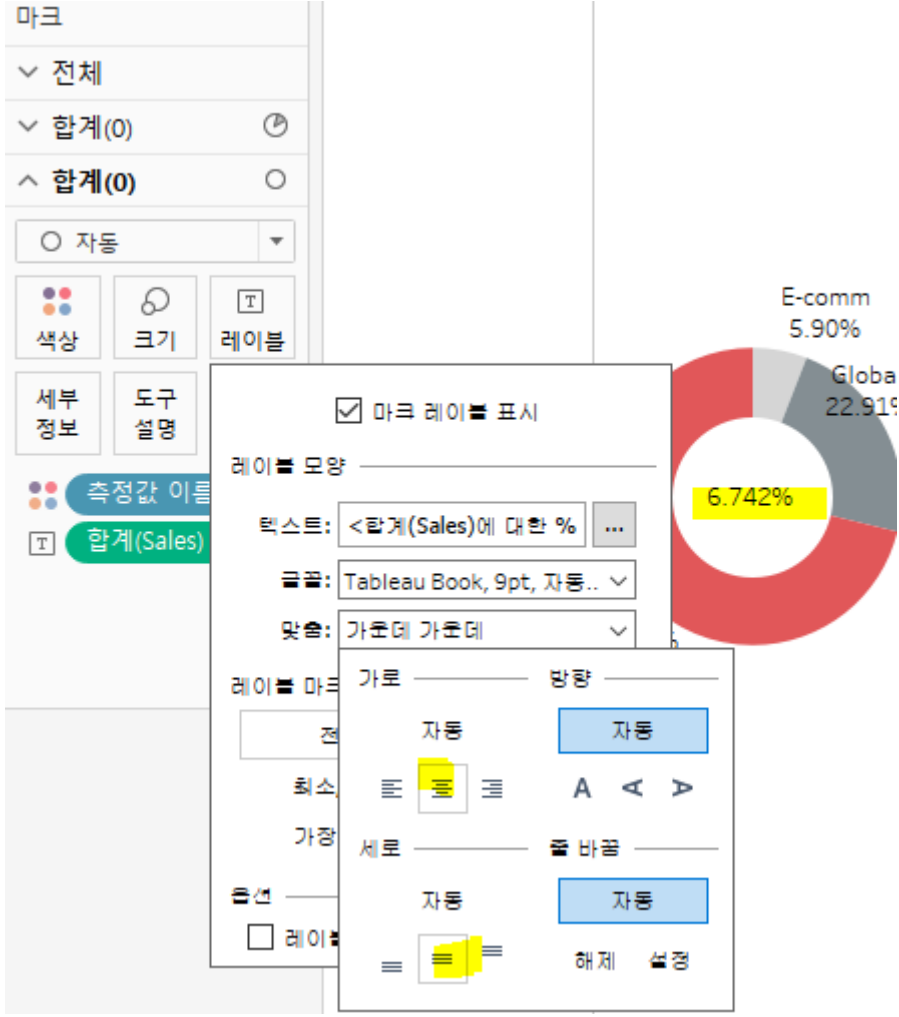 마크
전체
합계(0)
합계(0)
자동
색상
크기
레이블
세부
정보
도구
설명
측정값 이름
합계(Sales)
마크 레이블 표시
레이블 모양
텍스트: <합계(Sales)에 대한 % ...
글꼴: Tableau Book, 9pt, 자동..
맞춤: 가운데 가운데
레이블 마크
전
최소/
가장
옵션
레이블
가로
방향
자동
자동
A A A
세로
줄 바꿈
자동
자동
해제 설정
E-comm
5.90%
Globa
22.91%
6.742%
%